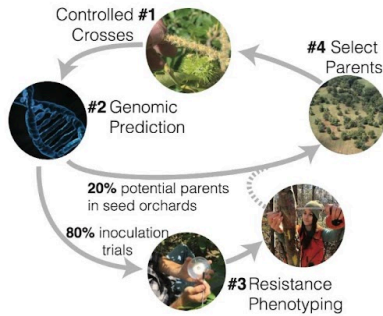 Controlled #1
Crosses
#4 Select
Parents
#2 Genomic
Prediction
20% potential parents
in seed orchards
80% inoculation
trials
#3 Resistance
Phenotyping